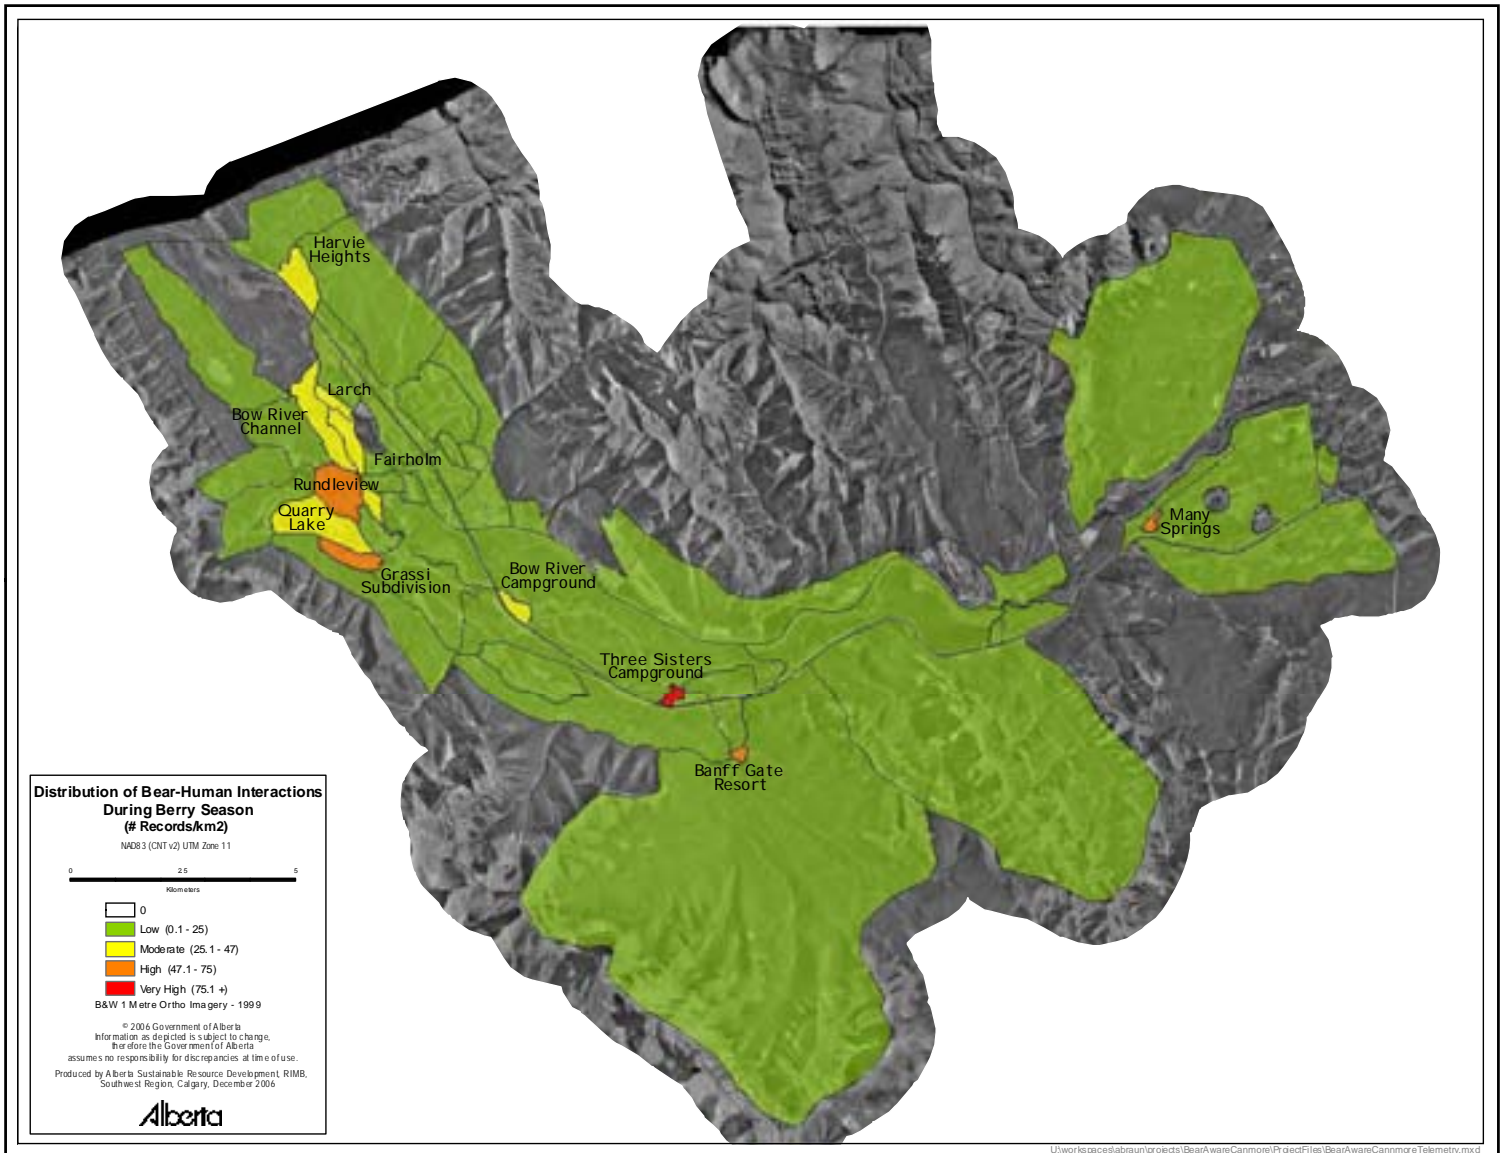 Harvie
Heights
Larch
Bow River
Channel
Fairholm
Rundleview
Quarry
Lake
Many
Springs
Grassi
Subdivision
Bow River
Campground
Three Sisters
Campground
Banff Gate
Resort
Distribution of Bear-Human Interactions
During Berry Season
(# Records/km2)
NAD83 (CNT v2) UTM Zone 11
0 2.5 5
Kilometers
0
Low (0.1 - 25)
Moderate (25.1 - 47)
High (47.1 - 75)
Very High (75.1 +)
B&W 1 Metre Ortho Imagery - 1999
© 2006 Government of Alberta
Information as depicted is subject to change,
therefore the Government of Alberta
assumes no responsibility for discrepancies at time of use.
Produced by Alberta Sustainable Resource Development, RIMB,
Southwest Region, Calgary, December 2006
Alberta
U:\workspaces\abraun\projects\BearAwareCanmore\ProjectFiles\BearAwareCannmoreTelemetry.mxd